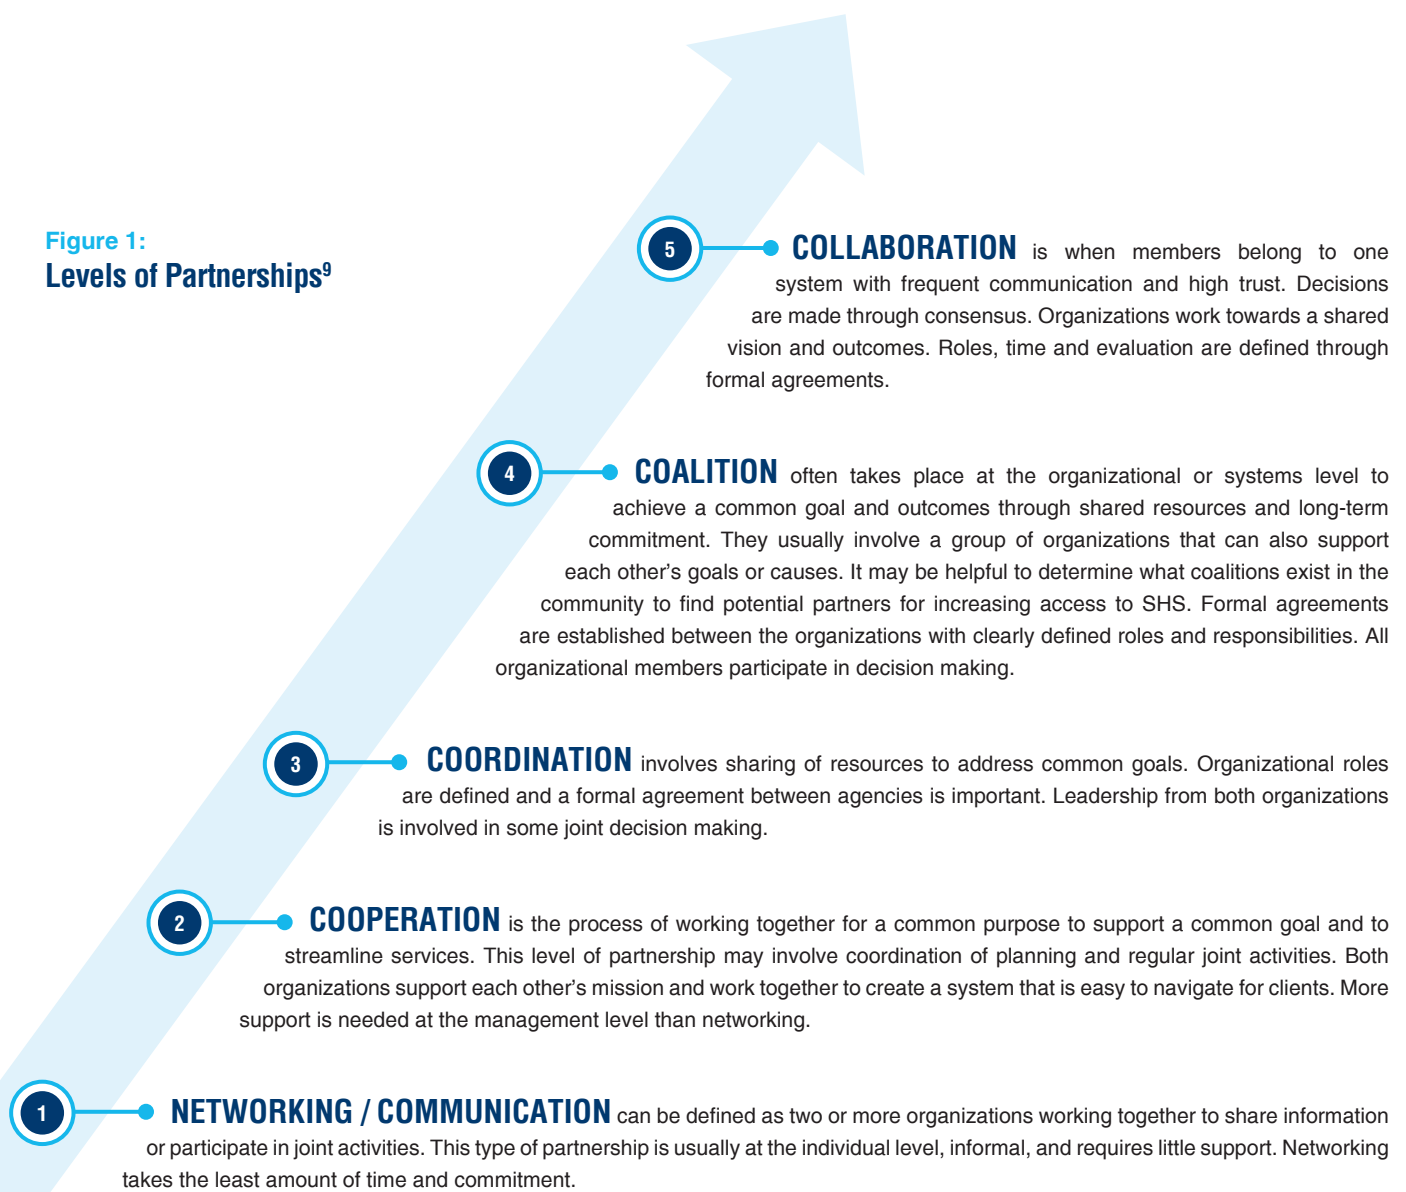 Figure 1:
Levels of Partnerships⁹
5
COLLABORATION is when members belong to one
system with frequent communication and high trust. Decisions
are made through consensus. Organizations work towards a shared
vision and outcomes. Roles, time and evaluation are defined through
formal agreements.
4
COALITION often takes place at the organizational or systems level to
achieve a common goal and outcomes through shared resources and long-term
commitment. They usually involve a group of organizations that can also support
each other’s goals or causes. It may be helpful to determine what coalitions exist in the
community to find potential partners for increasing access to SHS. Formal agreements
are established between the organizations with clearly defined roles and responsibilities. All
organizational members participate in decision making.
3
COORDINATION involves sharing of resources to address common goals. Organizational roles
are defined and a formal agreement between agencies is important. Leadership from both organizations
is involved in some joint decision making.
2
COOPERATION is the process of working together for a common purpose to support a common goal and to
streamline services. This level of partnership may involve coordination of planning and regular joint activities. Both
organizations support each other’s mission and work together to create a system that is easy to navigate for clients. More
support is needed at the management level than networking.
1
NETWORKING / COMMUNICATION can be defined as two or more organizations working together to share information
or participate in joint activities. This type of partnership is usually at the individual level, informal, and requires little support. Networking
takes the least amount of time and commitment.